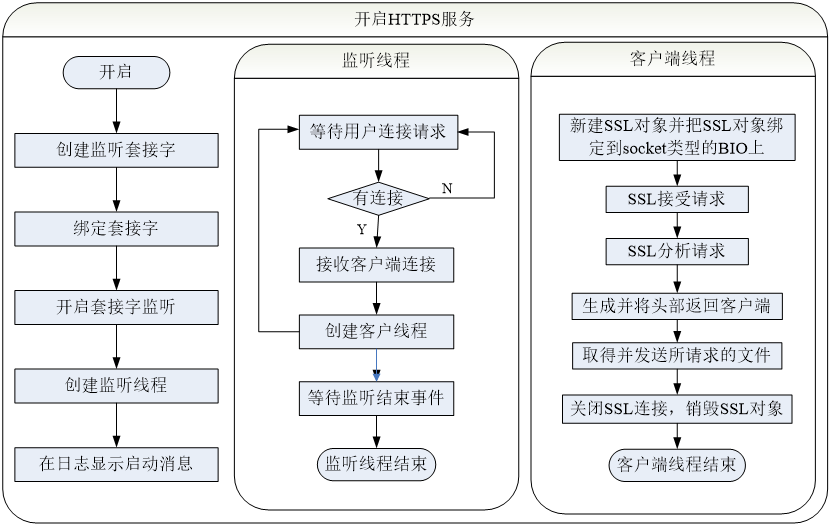 开启HTTPS服务
开启
创建监听套接字
绑定套接字
开启套接字监听
创建监听线程
在日志显示启动消息
监听线程
等待用户连接请求
有连接
N
Y
接收客户端连接
创建客户线程
等待监听结束事件
监听线程结束
客户端线程
新建SSL对象并把SSL对象绑
定到socket类型的BIO上
SSL接受请求
SSL分析请求
生成并将头部返回客户端
取得并发送所请求的文件
关闭SSL连接，销毁SSL对象
客户端线程结束